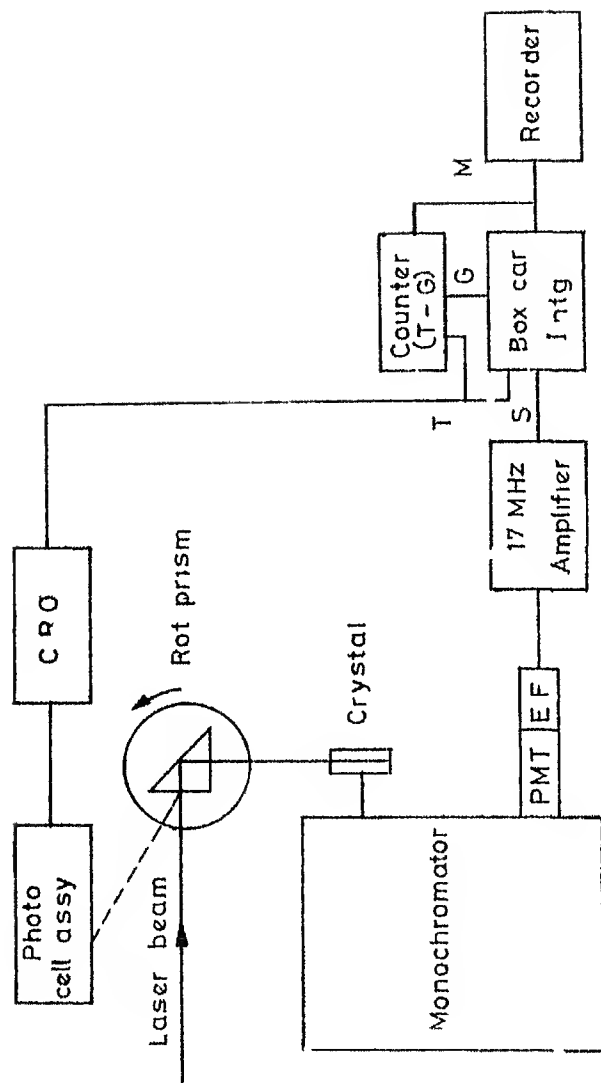 Photo
cell assy
CRO
Laser beam
Rot prism
Crystal
Monochromator
PMT
EF
17 MHz
Amplifier
T
S
Counter
(T - G)
G
Box car
Intg
M
Recorder